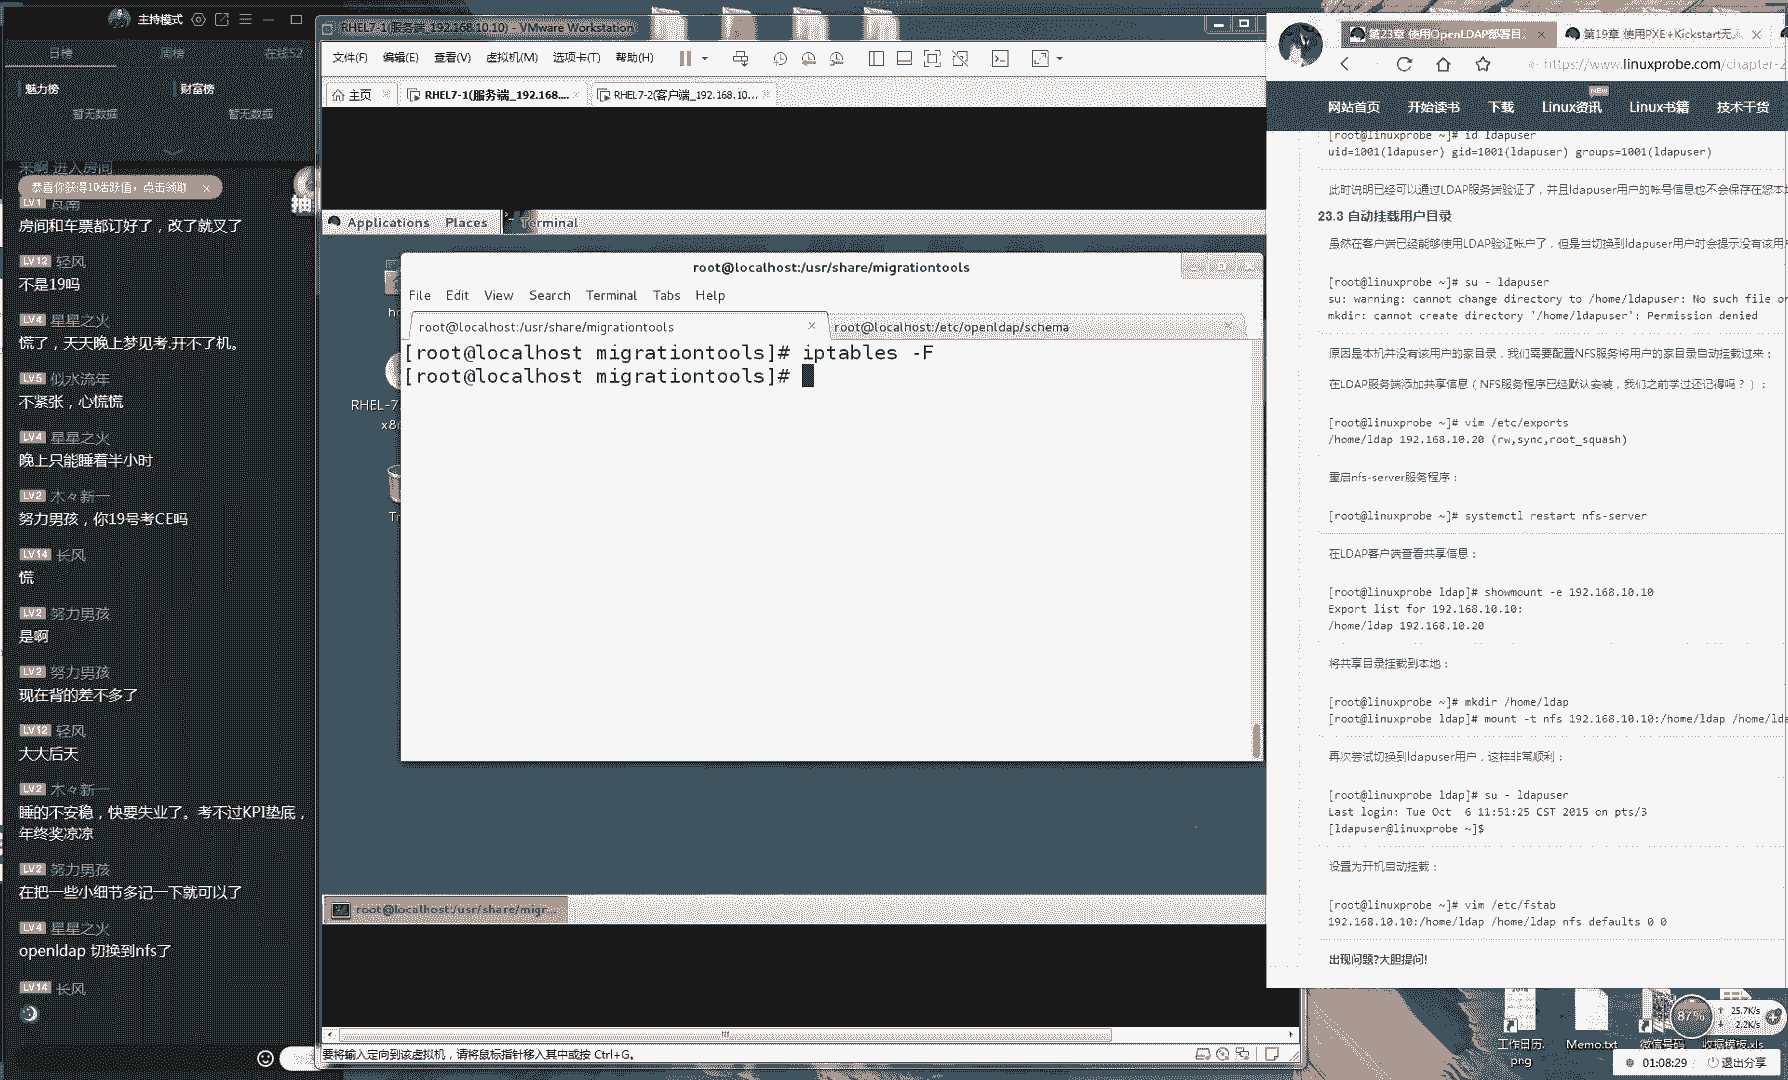 主持模式
日榜 周榜 在线52
魅力榜 财富榜
暂无数据 暂无数据
来啊 进入房间
恭喜你获得10活跃值，点击领取 ×
抽
LV1
房间和车票都订好了，改了就叉了
LV12 轻风
不是19吗
LV4 星星之火
慌了，天天晚上梦见考.开不了机。
LV5 似水流年
不紧张，心慌慌
LV4 星星之火
晚上只能睡着半小时
LV2 木々新一
努力男孩，你19号考CE吗
LV14 长风
慌
LV2 努力男孩
是啊
LV2 努力男孩
现在背的差不多了
LV12 轻风
大大后天
LV2 木々新一
睡的不安稳，快要失业了。考不过KPI垫底，
年终奖凉凉
LV2 努力男孩
在把一些小细节多记一下就可以了
LV4 星星之火
openldap 切换到nfs了
LV14 长风
RHEL7-1(服务端_192.168.10.10) - VMware Workstation
文件(F) 编辑(E) 查看(V) 虚拟机(M) 选项卡(T) 帮助(H)
主页 × RHEL7-1(服务端_192.168.... × RHEL7-2(客户端_192.168.10... ×
Applications Places Terminal
root@localhost:/usr/share/migrationtools
File Edit View Search Terminal Tabs Help
root@localhost:/usr/share/migrationtools × root@localhost:/etc/openldap/schema ×
[root@localhost migrationtools]# iptables -F
[root@localhost migrationtools]#
ho
RHEL-7.
x86
Tr
root@localhost:/usr/share/migr...
要将输入定向到该虚拟机，请将鼠标指针移入其中或按 Ctrl+G。
第23章 使用OpenLDAP部署目. × 第19章 使用PXE+Kickstart无人 ×
https://www.linuxprobe.com/chapter-2
网站首页 开始读书 下载 Linux资讯 NEW Linux书籍 技术干货
[root@linuxprobe ~]# id ldapuser
uid=1001(ldapuser) gid=1001(ldapuser) groups=1001(ldapuser)
此时说明已经可以通过LDAP服务端验证了，并且ldapuser用户的帐号信息也不会保存在您本地
23.3 自动挂载用户目录
虽然在客户端已经能够使用LDAP验证帐户了，但是当切换到ldapuser用户时会提示没有该用户
[root@linuxprobe ~]# su - ldapuser
su: warning: cannot change directory to /home/ldapuser: No such file or
mkdir: cannot create directory '/home/ldapuser': Permission denied
原因是本机并没有该用户的家目录，我们需要配置NFS服务将用户的家目录自动挂载过来：
在LDAP服务端添加共享信息（NFS服务程序已经默认安装，我们之前学过还记得吗？）：
[root@linuxprobe ~]# vim /etc/exports
/home/ldap 192.168.10.20 (rw,sync,root_squash)
重启nfs-server服务程序：
[root@linuxprobe ~]# systemctl restart nfs-server
在LDAP客户端查看共享信息：
[root@linuxprobe ldap]# showmount -e 192.168.10.10
Export list for 192.168.10.10:
/home/ldap 192.168.10.20
将共享目录挂载到本地：
[root@linuxprobe ~]# mkdir /home/ldap
[root@linuxprobe ldap]# mount -t nfs 192.168.10.10:/home/ldap /home/lda
再次尝试切换到ldapuser用户，这样非常顺利：
[root@linuxprobe ldap]# su - ldapuser
Last login: Tue Oct  6 11:51:25 CST 2015 on pts/3
[ldapuser@linuxprobe ~]$
设置为开机自动挂载：
[root@linuxprobe ~]# vim /etc/fstab
192.168.10.10:/home/ldap /home/ldap nfs defaults 0 0
出现问题?大胆提问!
工作日历.
png
Memo.txt
微信号码
收据模板.xls
87%
25.7K/s
2.2K/s
01:08:29 退出分享